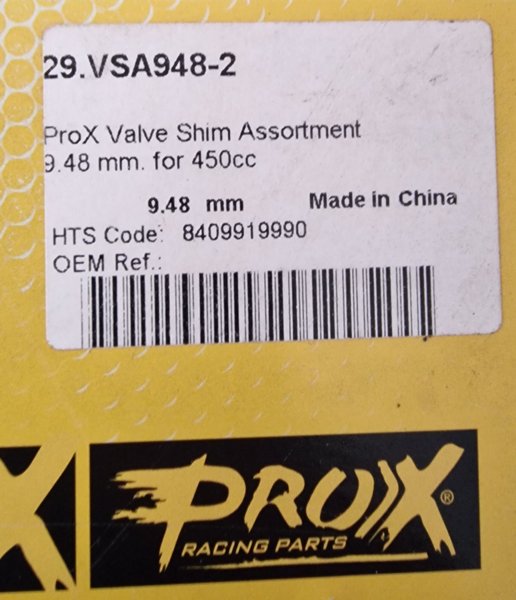 29.VSA948-2
ProX Valve Shim Assortment
9.48 mm. for 450cc
9.48 mm Made in China
HTS Code: 8409919990
OEM Ref.:
X PROX®
RACING PARTS